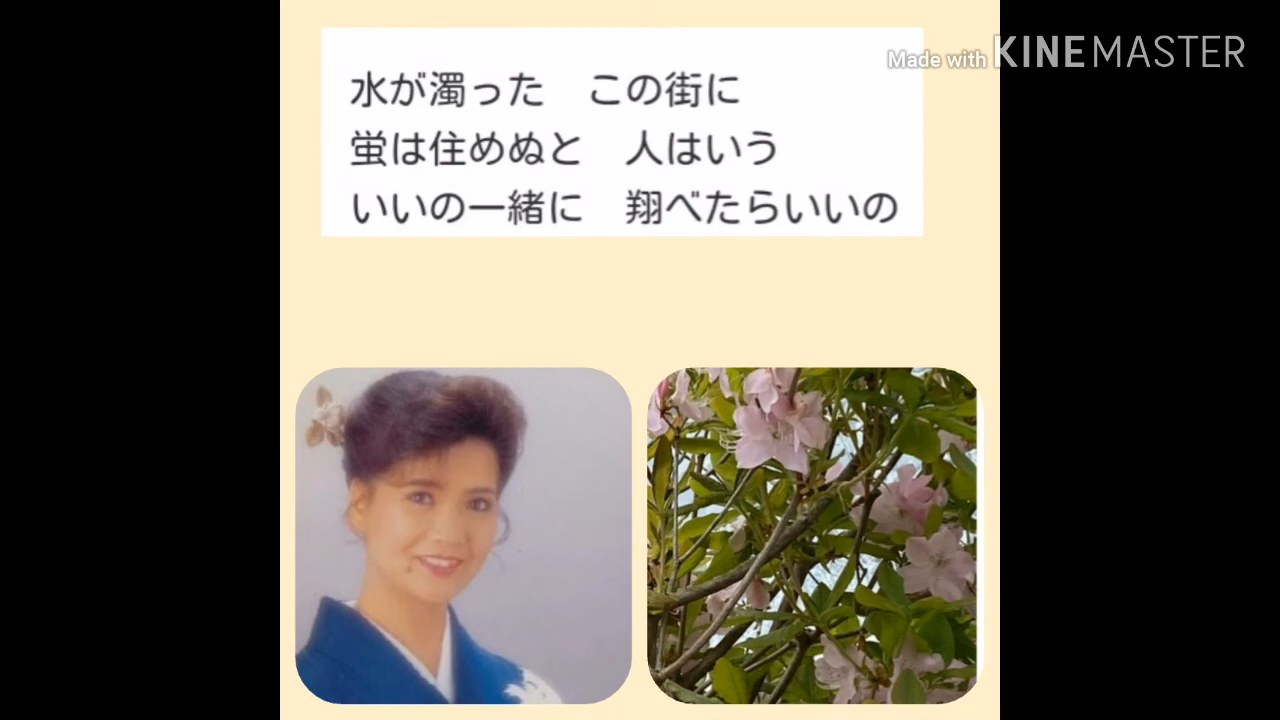 Made with KINEMASTER
水が濁った　この街に
蛍は住めぬと　人はいう
いいの一緒に　翔べたらいいの